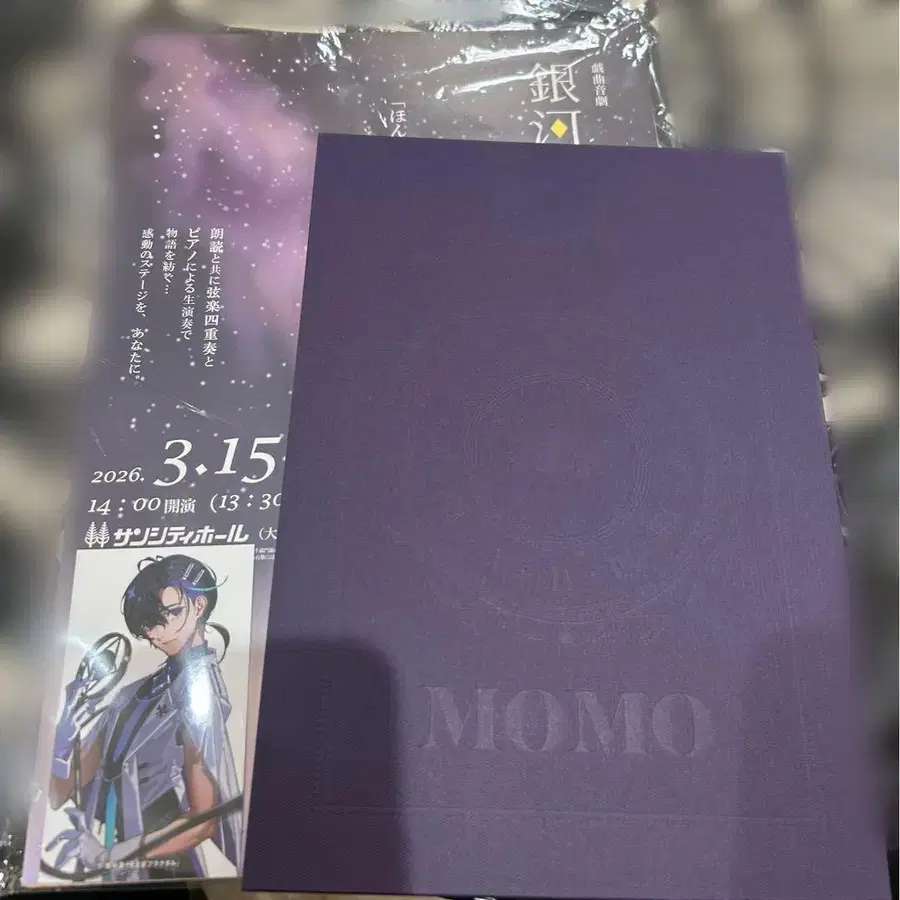 戯曲音劇
銀河
「ほん
朗読と共に弦楽四重奏と
ピアノによる生演奏で
物語を紡ぐ…
感動のステージを、あなたに。
2026. 3.15
14：00開演（13：30
サンシティホール（大
MOMO